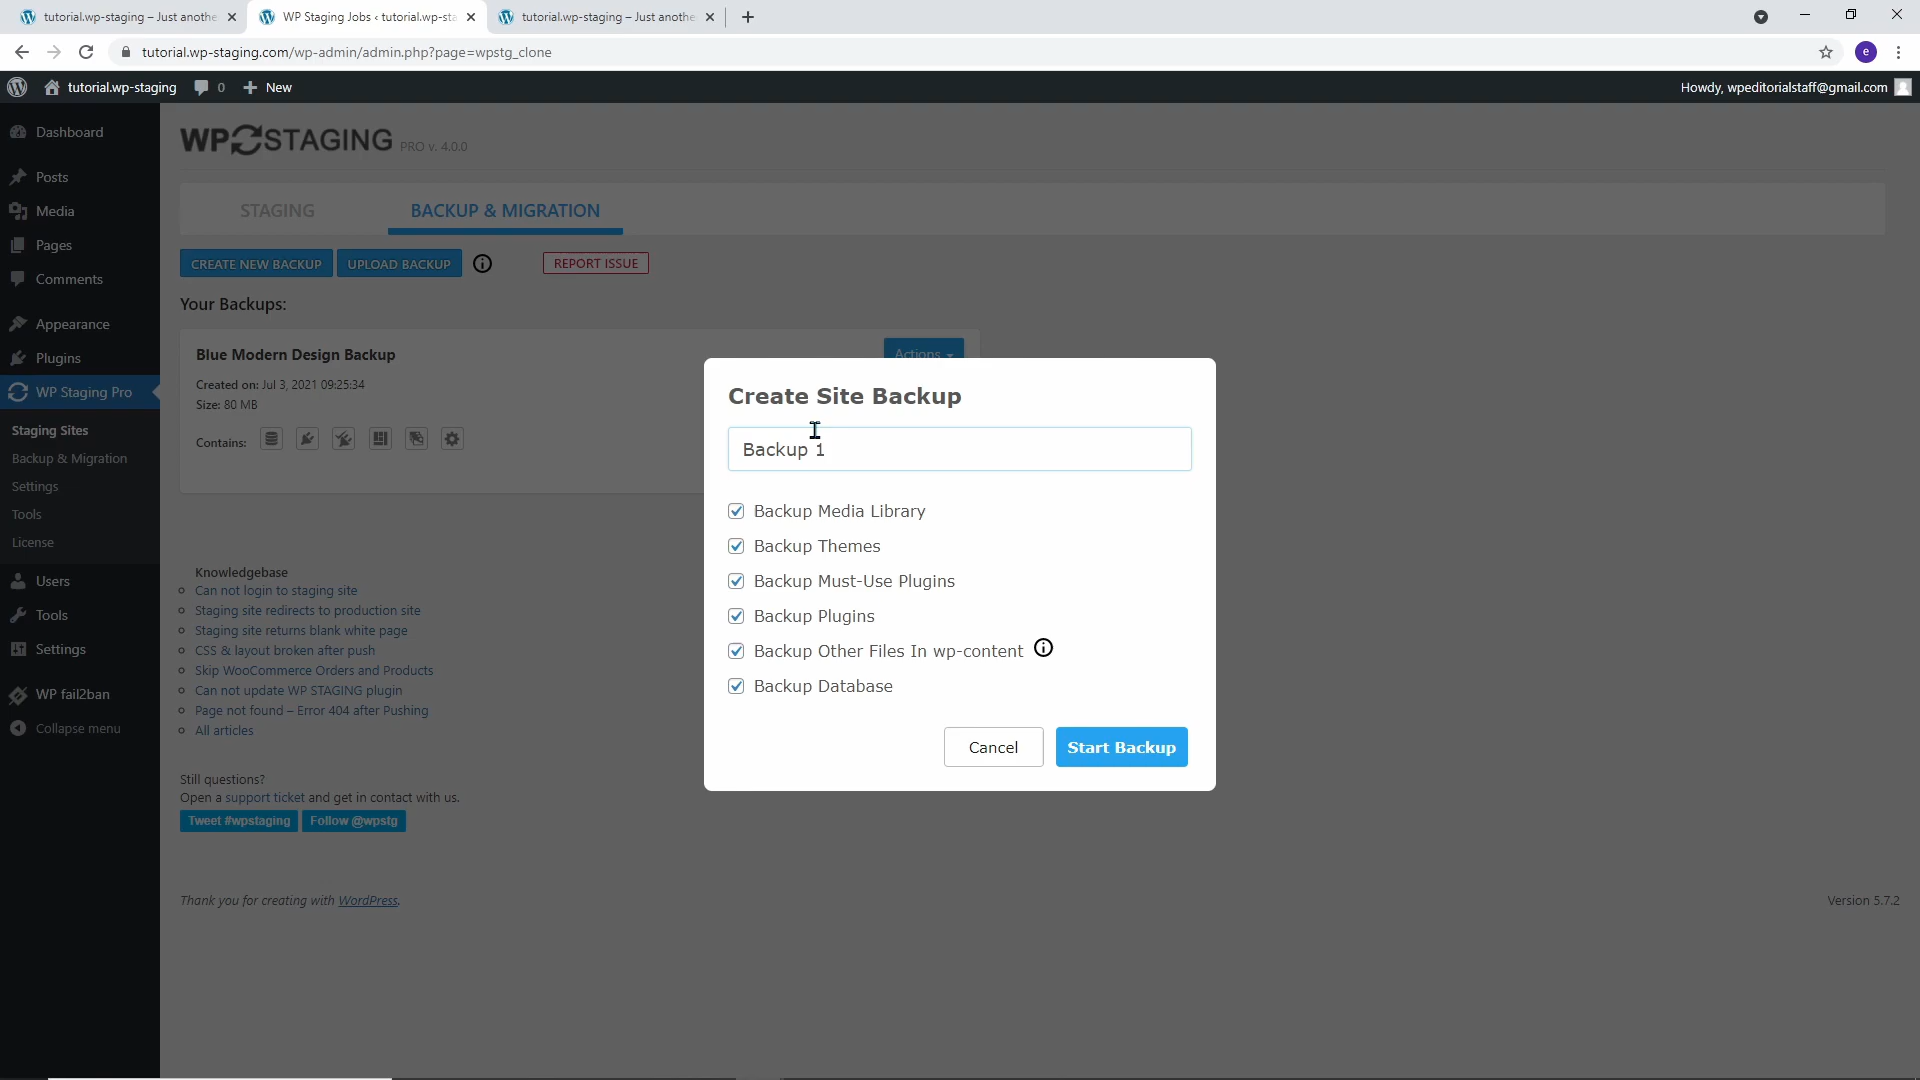 tutorial.wp-staging – Just anothe
WP Staging Jobs ‹ tutorial.wp-sta
tutorial.wp-staging – Just anothe
tutorial.wp-staging.com/wp-admin/admin.php?page=wpstg_clone
e
tutorial.wp-staging
0
New
Howdy, wpeditorialstaff@gmail.com
Dashboard
Posts
Media
Pages
Comments
Appearance
Plugins
WP Staging Pro
Staging Sites
Backup & Migration
Settings
Tools
License
Users
Tools
Settings
WP fail2ban
Collapse menu
WP STAGING PRO v. 4.0.0
STAGING
BACKUP & MIGRATION
CREATE NEW BACKUP
UPLOAD BACKUP
REPORT ISSUE
Your Backups:
Blue Modern Design Backup
Actions
Created on: Jul 3, 2021 09:25:34
Size: 80 MB
Contains:
Create Site Backup
Backup 1
Backup Media Library
Backup Themes
Backup Must-Use Plugins
Backup Plugins
Backup Other Files In wp-content
Backup Database
Cancel
Start Backup
Knowledgebase
Can not login to staging site
Staging site redirects to production site
Staging site returns blank white page
CSS & layout broken after push
Skip WooCommerce Orders and Products
Can not update WP STAGING plugin
Page not found – Error 404 after Pushing
All articles
Still questions?
Open a support ticket and get in contact with us.
Tweet #wpstaging
Follow @wpstg
Thank you for creating with WordPress.
Version 5.7.2